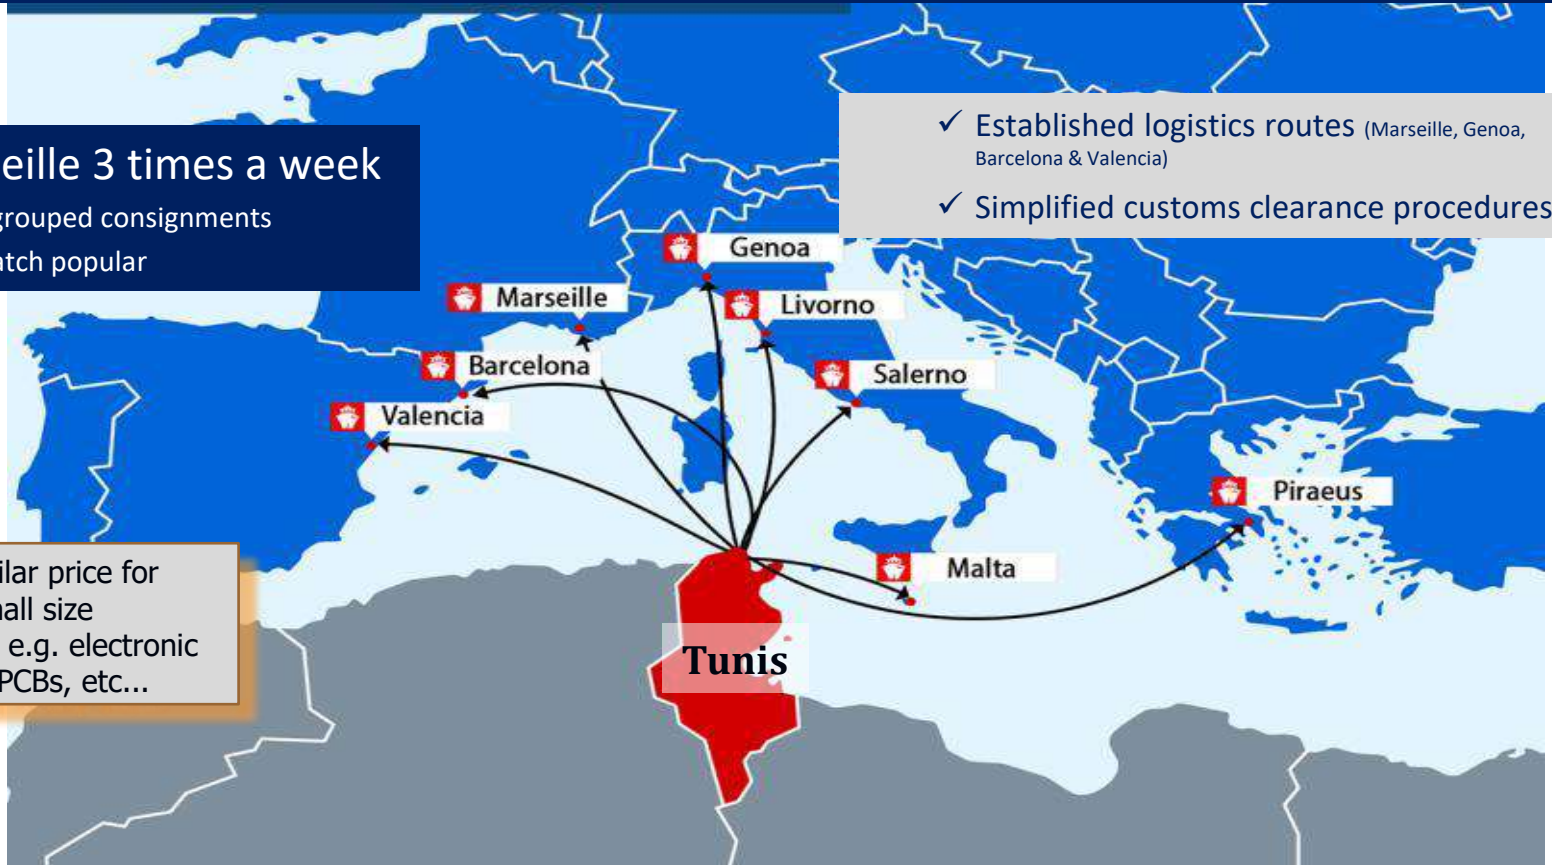 eille 3 times a week
grouped consignments
atch popular
✓ Established logistics routes (Marseille, Genoa,
Barcelona & Valencia)
✓ Simplified customs clearance procedures
Genoa
Marseille
Livorno
Barcelona
Salerno
Valencia
Piraeus
Malta
ilar price for
all size
e.g. electronic
PCBs, etc...
Tunis